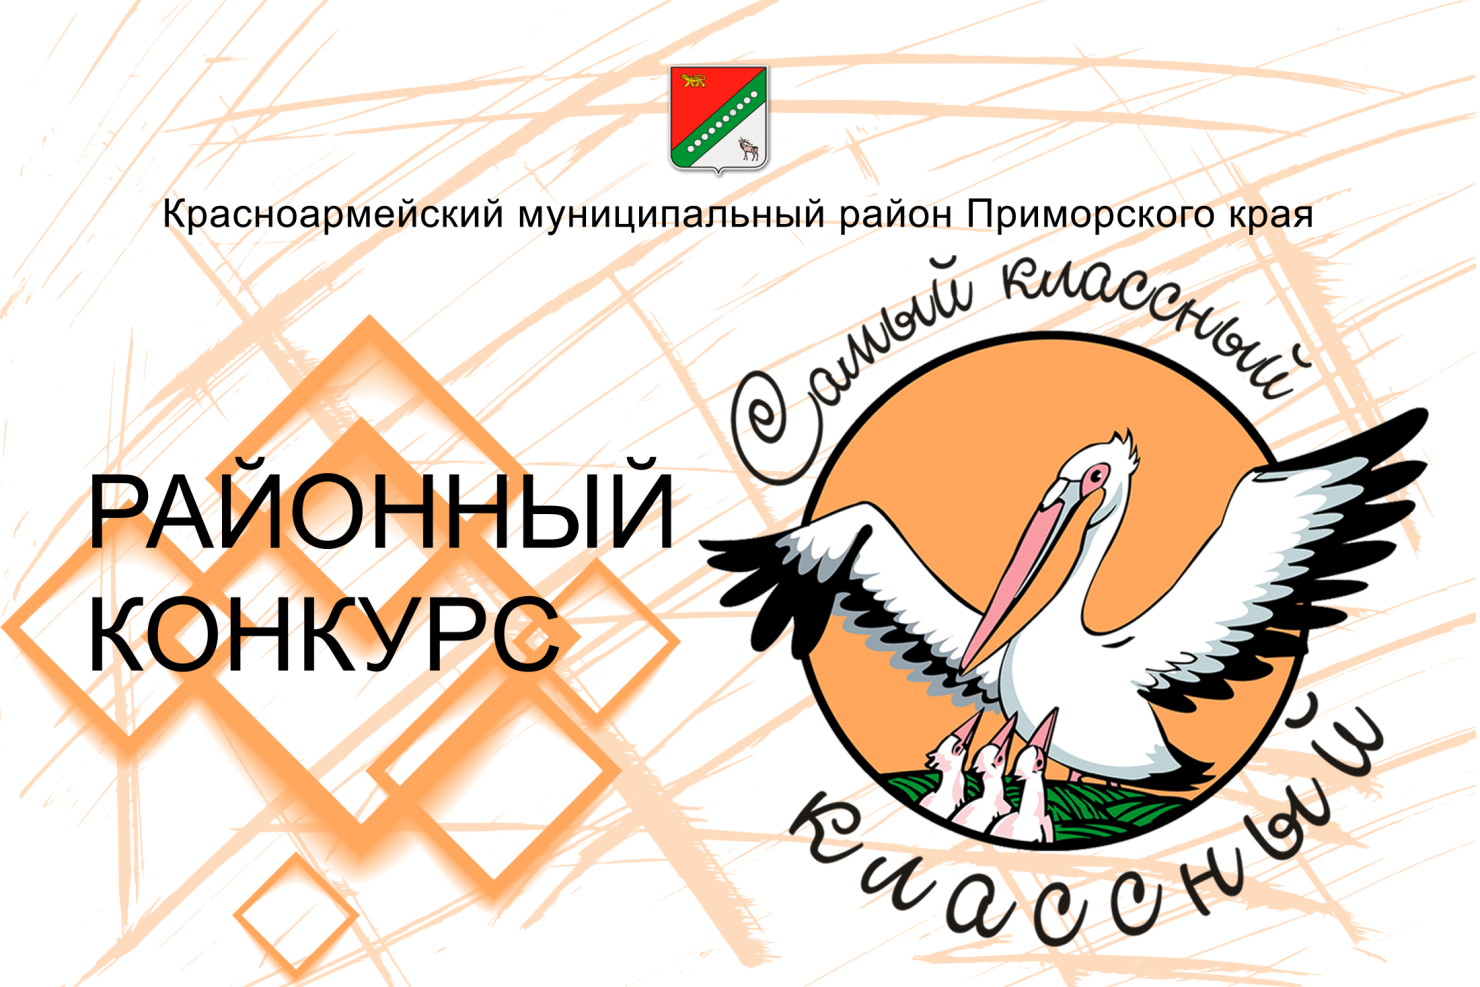 Красноармейский муниципальный район Приморского края
Самый классный
РАЙОННЫЙ
КОНКУРС
классный